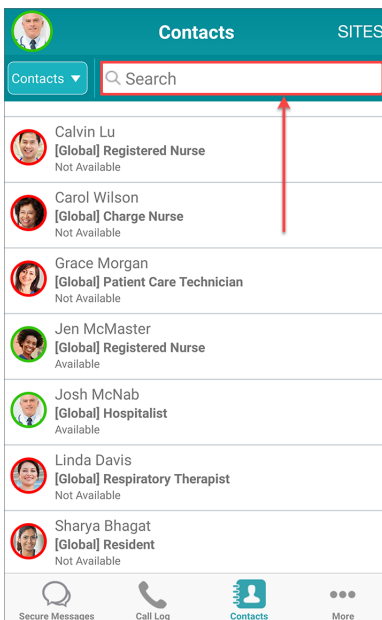 Contacts
SITES
Contacts
Search
Calvin Lu
[Global] Registered Nurse
Not Available
Carol Wilson
[Global] Charge Nurse
Not Available
Grace Morgan
[Global] Patient Care Technician
Not Available
Jen McMaster
[Global] Registered Nurse
Available
Josh McNab
[Global] Hospitalist
Available
Linda Davis
[Global] Respiratory Therapist
Not Available
Sharya Bhagat
[Global] Resident
Not Available
Secure Messages
Call Log
Contacts
More